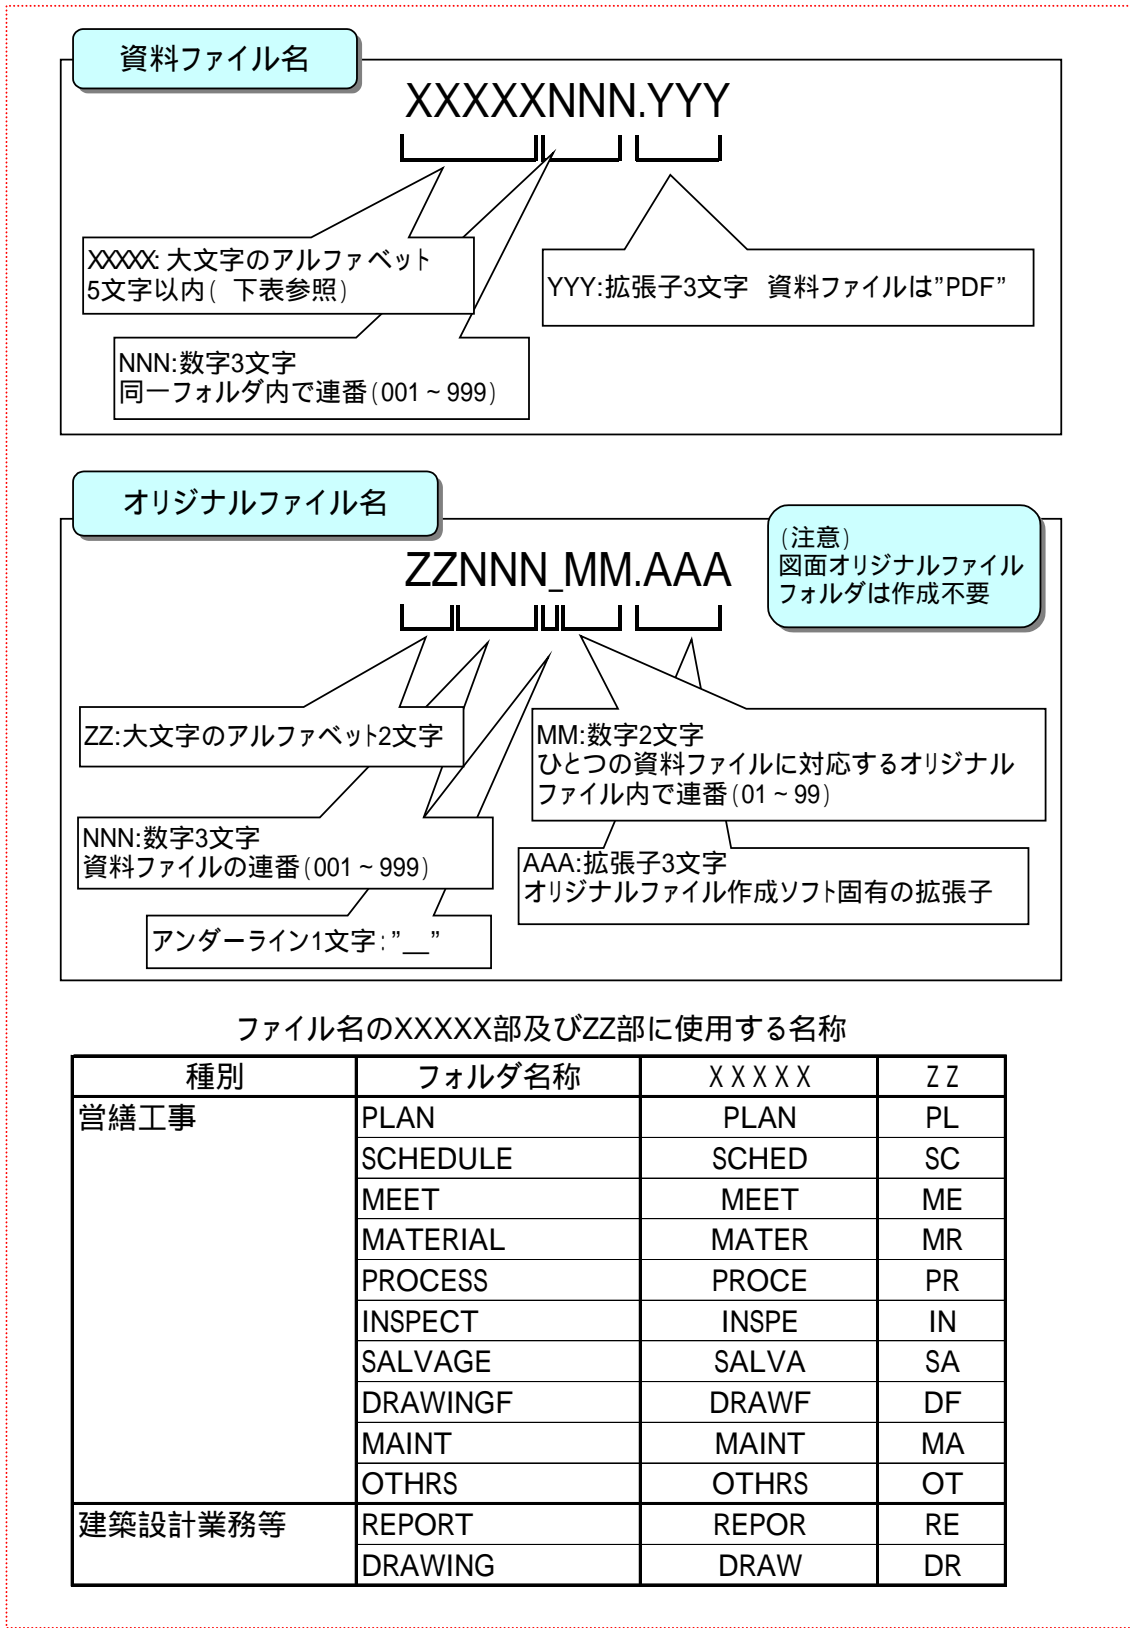 資料ファイル名
XXXXXNNN.YYY
XXXXX:大文字のアルファベット
5文字以内( 下表参照)
YYY:拡張子3文字 資料ファイルは”PDF”
NNN:数字3文字
同一フォルダ内で連番(001~999)
オリジナルファイル名
ZZNNN_MM.AAA
(注意)
図面オリジナルファイル
フォルダは作成不要
ZZ:大文字のアルファベット2文字
MM:数字2文字
ひとつの資料ファイルに対応するオリジナル
ファイル内で連番(01~99)
NNN:数字3文字
資料ファイルの連番(001~999)
AAA:拡張子3文字
オリジナルファイル作成ソフト固有の拡張子
アンダーライン1文字:”__”
ファイル名のXXXXX部及びZZ部に使用する名称
種別 フォルダ名称 XXXXX ZZ
営繕工事 PLAN PLAN PL
SCHEDULE SCHED SC
MEET MEET ME
MATERIAL MATER MR
PROCESS PROCE PR
INSPECT INSPE IN
SALVAGE SALVA SA
DRAWINGF DRAWF DF
MAINT MAINT MA
OTHRS OTHRS OT
建築設計業務等 REPORT REPOR RE
DRAWING DRAW DR